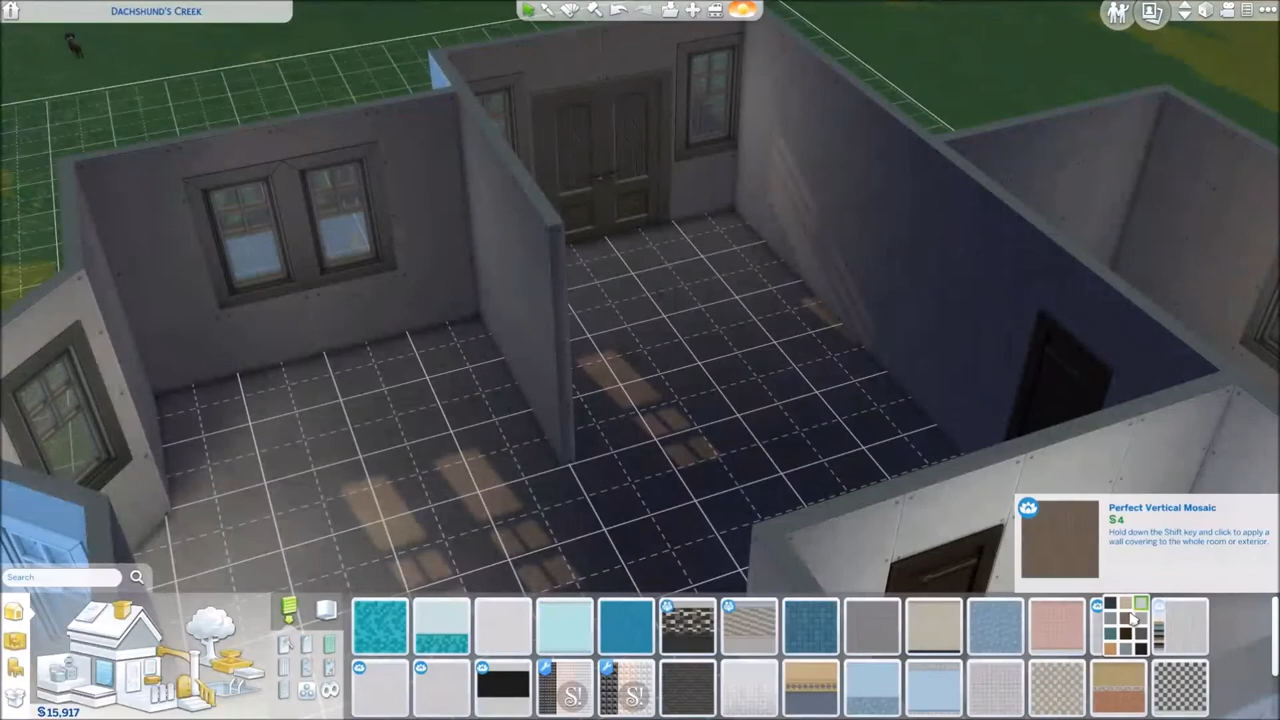 DACHSHUND'S CREEK
Perfect Vertical Mosaic
§4
Hold down the Shift key and click to apply a
wall covering to the whole room or exterior.
Search
S!
S!
§15,917